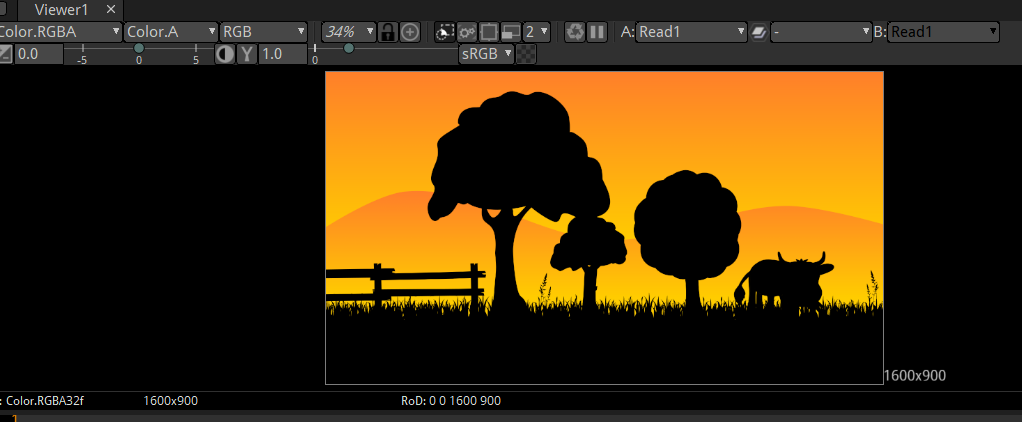 Viewer1 ×
Color.RGBA Color.A RGB 34% 2 A: Read1 - B: Read1
0.0 -5 0 5 Y 1.0 0 sRGB
1600x900
: Color.RGBA32f 1600x900 RoD: 0 0 1600 900
1